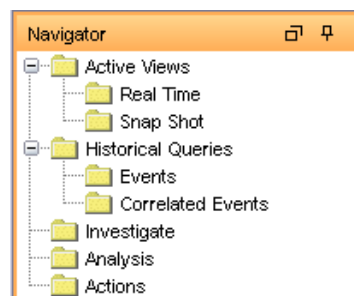 Navigator
Active Views
Real Time
Snap Shot
Historical Queries
Events
Correlated Events
Investigate
Analysis
Actions